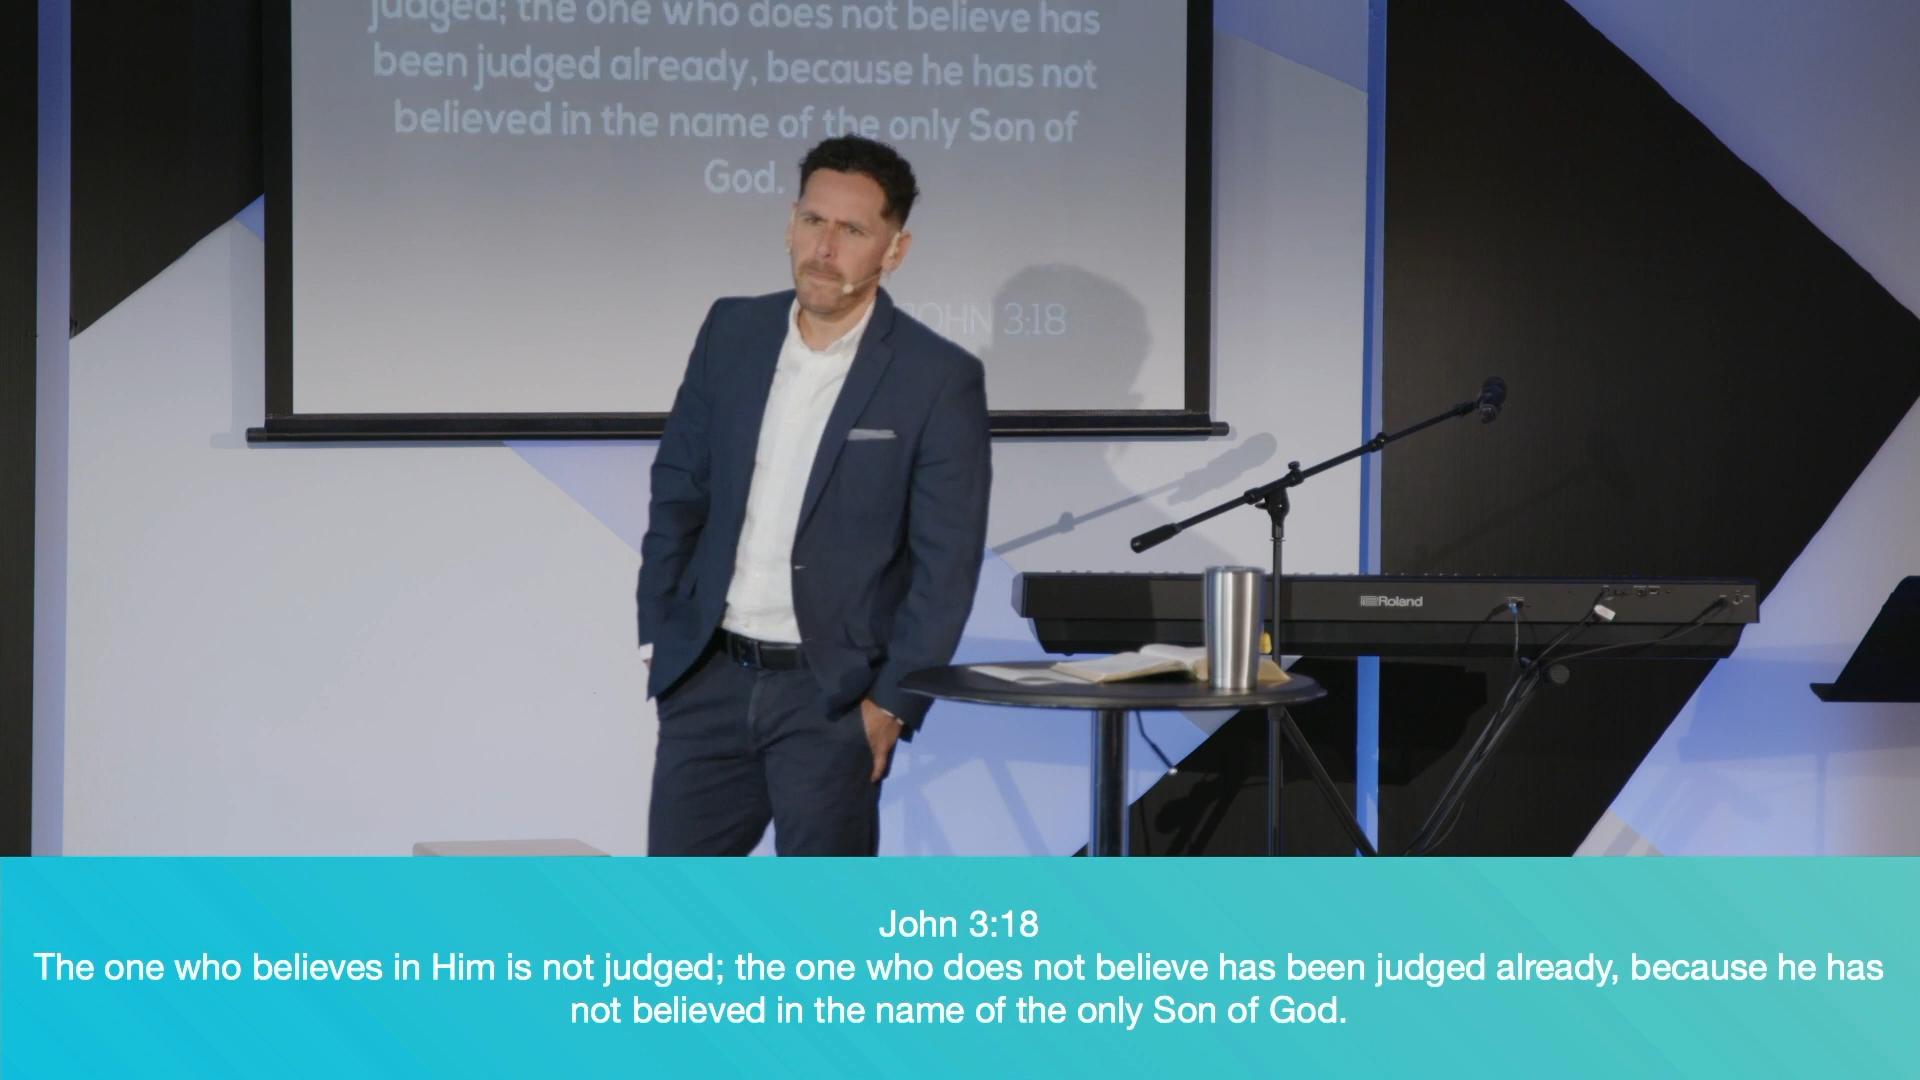 judged; the one who does not believe has
been judged already, because he has not
believed in the name of the only Son of
God.
JOHN 3:18
Roland
John 3:18
The one who believes in Him is not judged; the one who does not believe has been judged already, because he has
not believed in the name of the only Son of God.